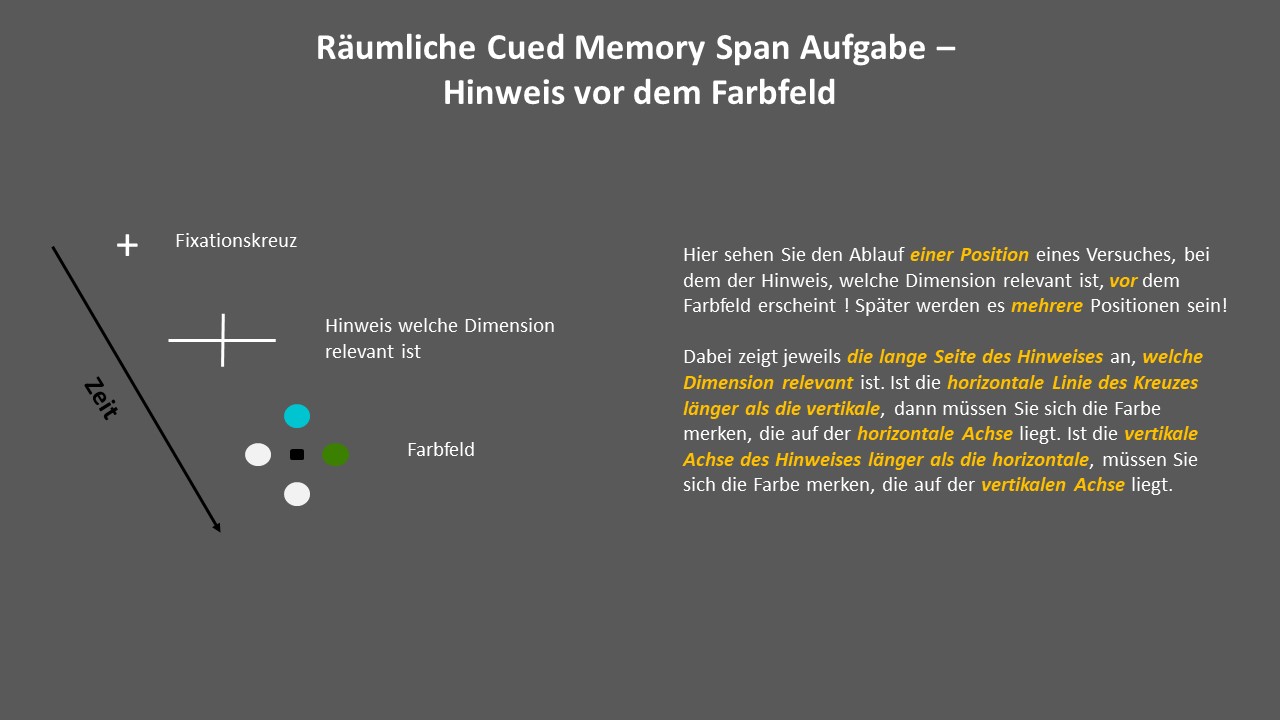 Räumliche Cued Memory Span Aufgabe –
Hinweis vor dem Farbfeld
Fixationskreuz
Hinweis welche Dimension
relevant ist
Zeit
Farbfeld
Hier sehen Sie den Ablauf einer Position eines Versuches, bei
dem der Hinweis, welche Dimension relevant ist, vor dem
Farbfeld erscheint ! Später werden es mehrere Positionen sein!
Dabei zeigt jeweils die lange Seite des Hinweises an, welche
Dimension relevant ist. Ist die horizontale Linie des Kreuzes
länger als die vertikale, dann müssen Sie sich die Farbe
merken, die auf der horizontale Achse liegt. Ist die vertikale
Achse des Hinweises länger als die horizontale, müssen Sie
sich die Farbe merken, die auf der vertikalen Achse liegt.